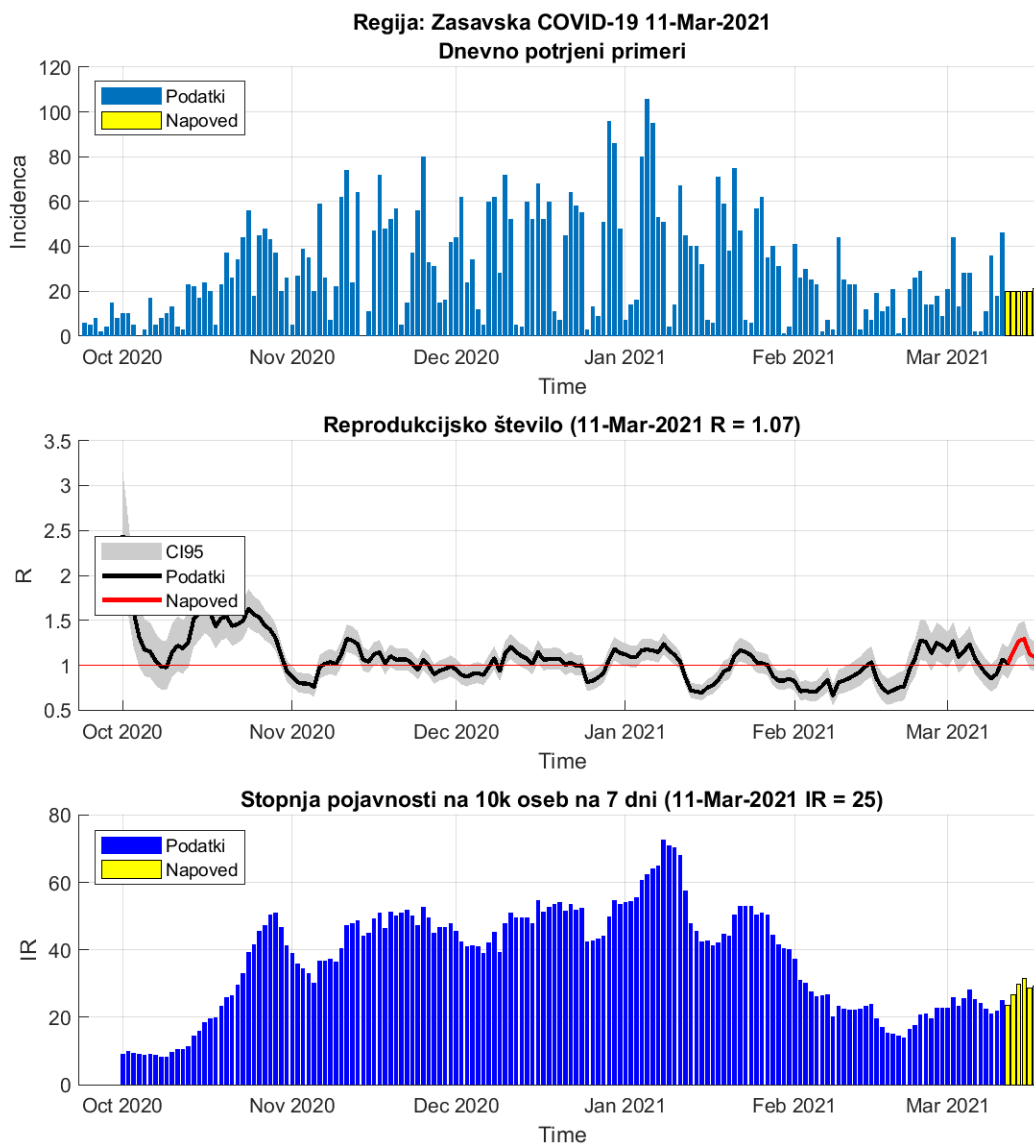 Regija: Zasavska COVID-19 11-Mar-2021
Dnevno potrjeni primeri
120
100
80
60
40
20
0
Incidenca
Podatki
Napoved
Oct 2020 Nov 2020 Dec 2020 Jan 2021 Feb 2021 Mar 2021
Time
Reprodukcijsko število (11-Mar-2021 R = 1.07)
3.5
3
2.5
2
1.5
1
0.5
R
CI95
Podatki
Napoved
Oct 2020 Nov 2020 Dec 2020 Jan 2021 Feb 2021 Mar 2021
Time
Stopnja pojavnosti na 10k oseb na 7 dni (11-Mar-2021 IR = 25)
80
60
40
20
0
IR
Podatki
Napoved
Oct 2020 Nov 2020 Dec 2020 Jan 2021 Feb 2021 Mar 2021
Time